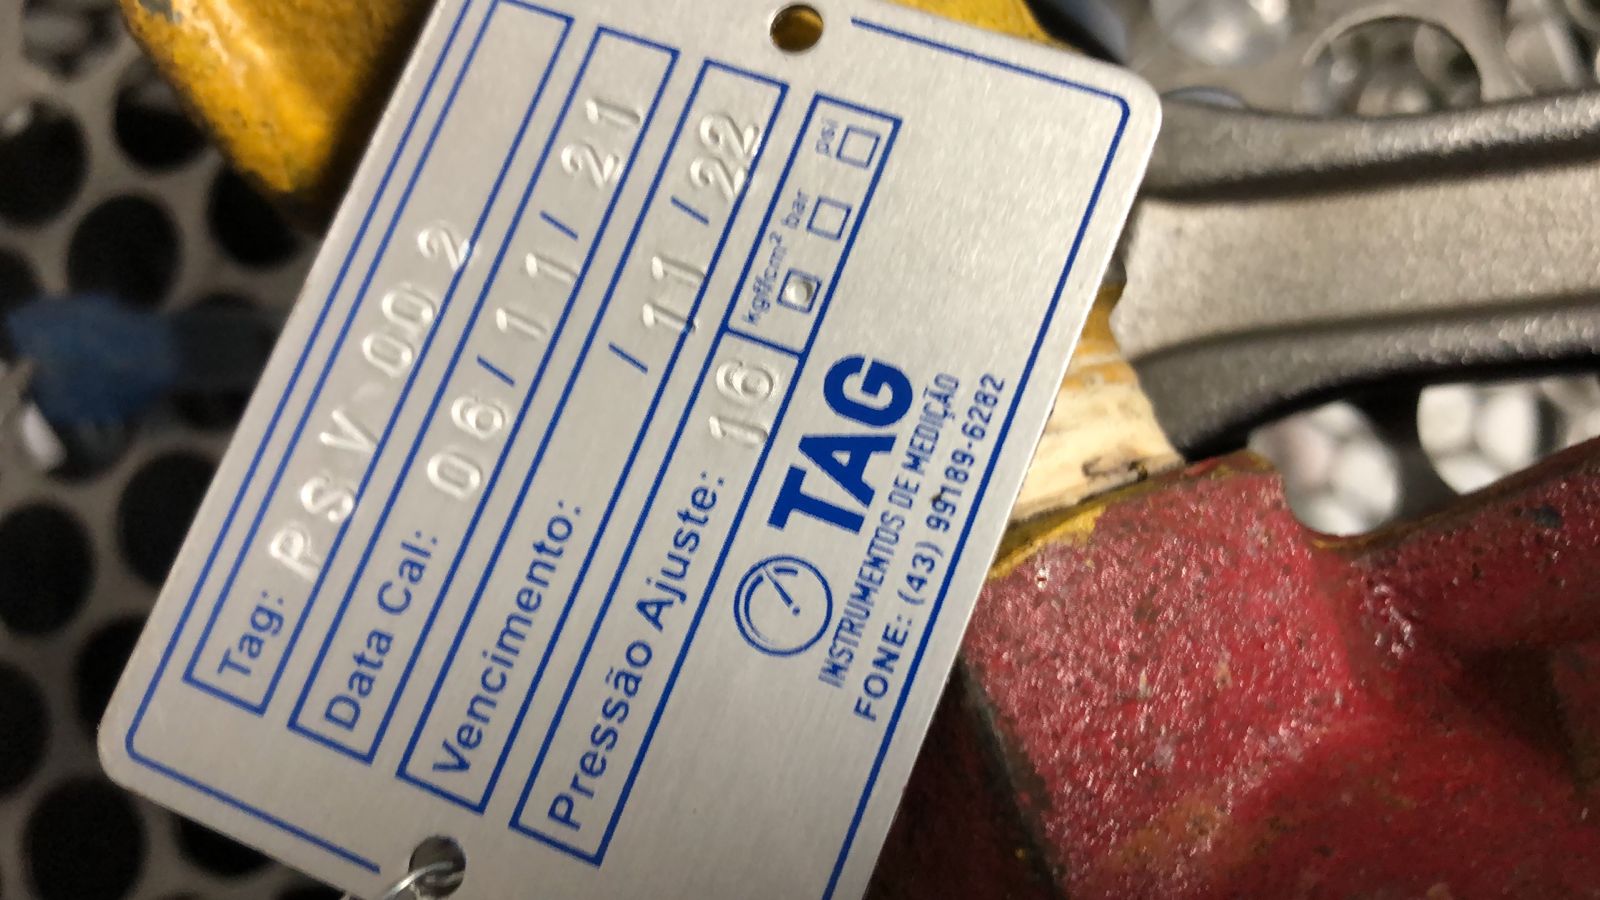 Tag: PSV 002
Data Cal: 06/11/21
Vencimento: /11/22
Pressão Ajuste: 16 kgf/cm² bar psi
TAG
INSTRUMENTOS DE MEDIÇÃO
FONE: (43) 99189-6282